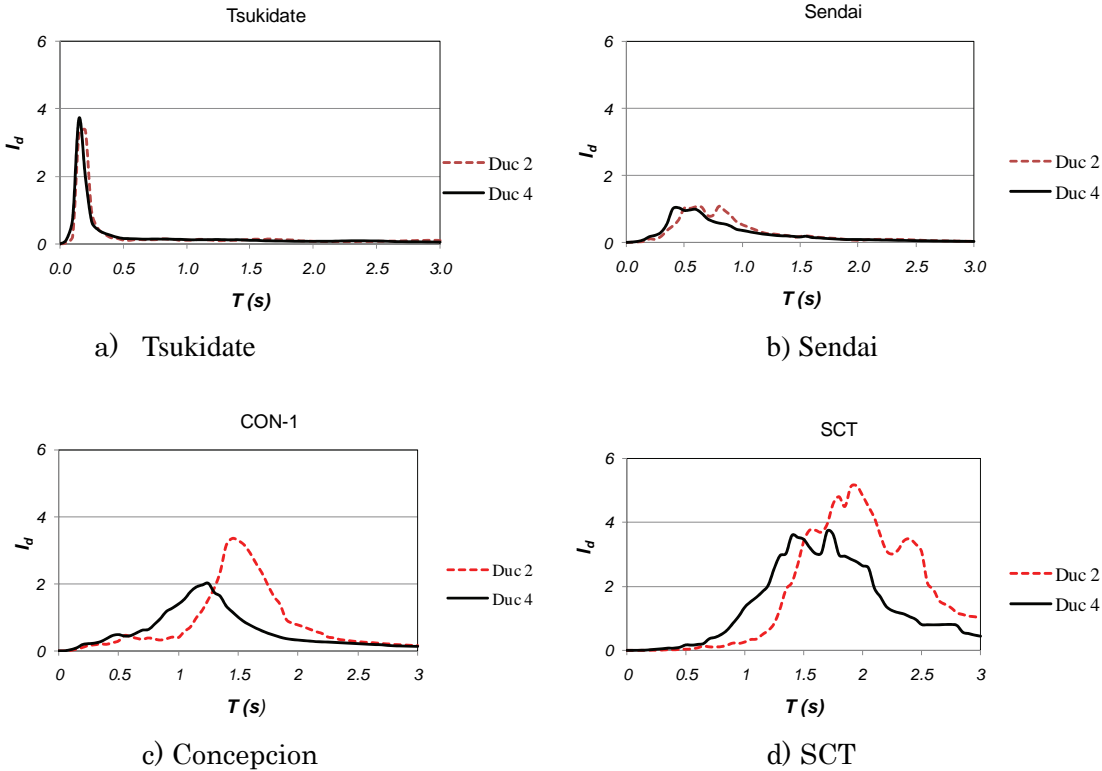 Tsukidate
6
4
2
0
I_d
0.0 0.5 1.0 1.5 2.0 2.5 3.0
T (s)
Duc 2
Duc 4
a) Tsukidate
Sendai
6
4
2
0
I_d
0.0 0.5 1.0 1.5 2.0 2.5 3.0
T (s)
Duc 2
Duc 4
b) Sendai
CON-1
6
4
2
0
I_d
0 0.5 1 1.5 2 2.5 3
T (s)
Duc 2
Duc 4
c) Concepcion
SCT
6
4
2
0
I_d
0 0.5 1 1.5 2 2.5 3
T (s)
Duc 2
Duc 4
d) SCT